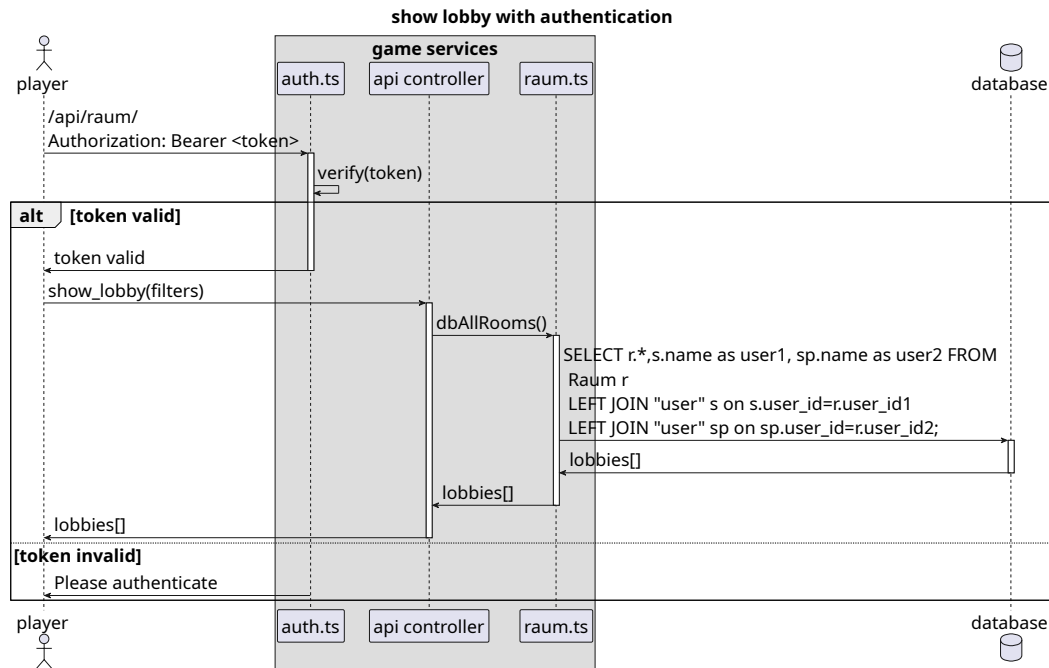 show lobby with authentication
game services
player
auth.ts
api controller
raum.ts
database
/api/raum/
Authorization: Bearer <token>
verify(token)
alt
[token valid]
token valid
show_lobby(filters)
dbAllRooms()
SELECT r.*,s.name as user1, sp.name as user2 FROM
Raum r
LEFT JOIN "user" s on s.user_id=r.user_id1
LEFT JOIN "user" sp on sp.user_id=r.user_id2;
lobbies[]
lobbies[]
lobbies[]
[token invalid]
Please authenticate
player
auth.ts
api controller
raum.ts
database